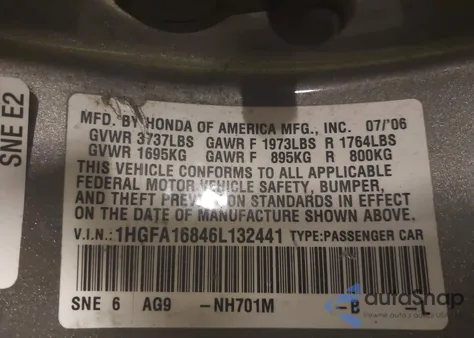 SNE E2
MFD. BY HONDA OF AMERICA MFG., INC. 07/'06
GVWR 3737LBS GAWR F 1973LBS R 1764LBS
GVWR 1695KG GAWR F 895KG R 800KG
THIS VEHICLE CONFORMS TO ALL APPLICABLE
FEDERAL MOTOR VEHICLE SAFETY, BUMPER,
AND THEFT PREVENTION STANDARDS IN EFFECT
ON THE DATE OF MANUFACTURE SHOWN ABOVE.
V.I.N.: 1HGFA16846L132441 TYPE:PASSENGER CAR
SNE 6 AG9 -NH701M -B -L
autoShap